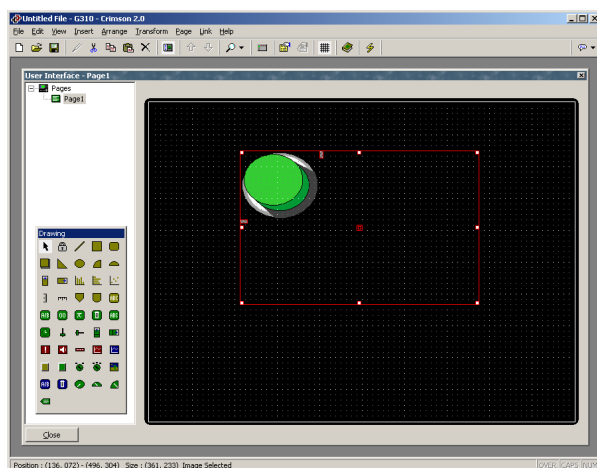 Untitled File - G310 - Crimson 2.0
File Edit View Insert Arrange Transform Page Link Help
User Interface - Page1
Pages
Page1
Drawing
Close
Position : (136, 072) - (496, 304) Size : (361, 233) Image Selected
OVER CAPS NUM